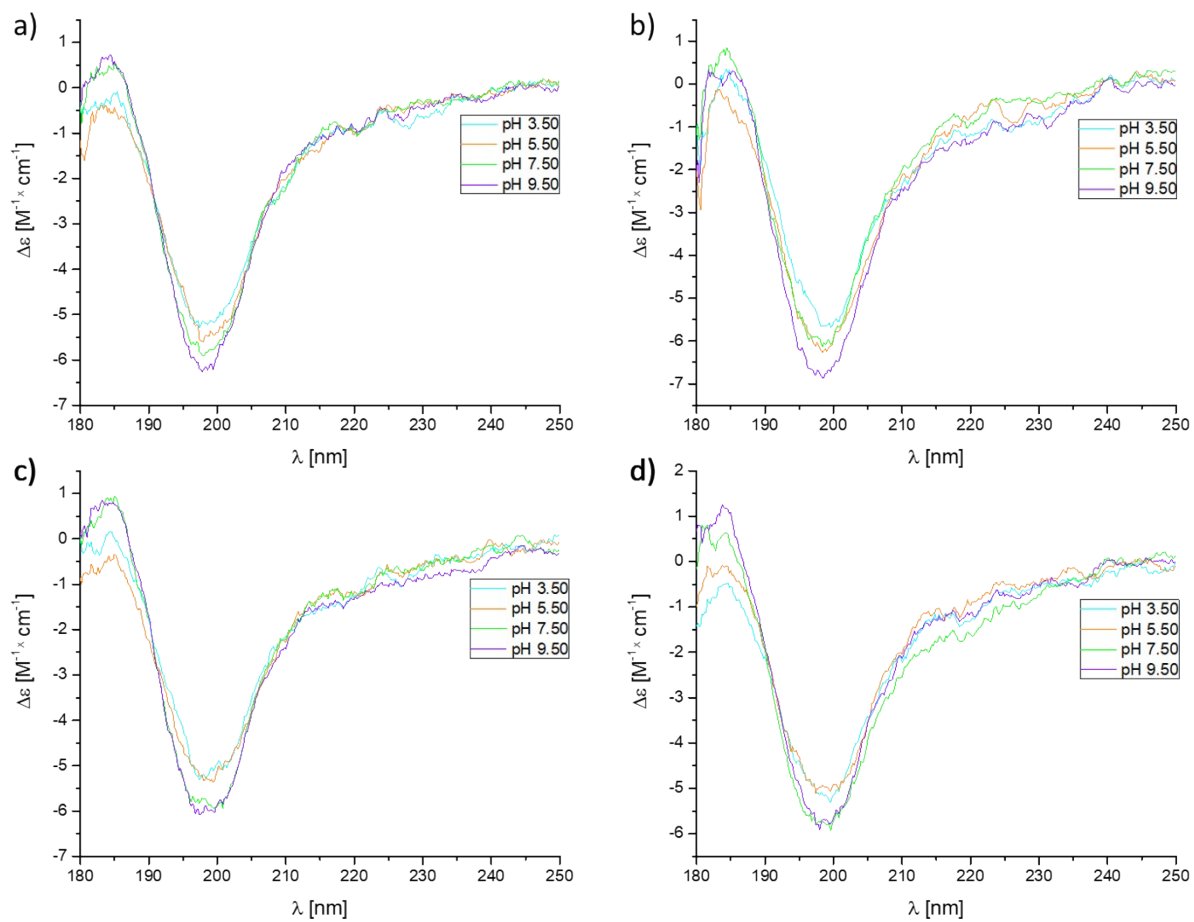 a)
1
0
-1
-2
-3
-4
-5
-6
-7
Δε [M⁻¹ × cm⁻¹]
180 190 200 210 220 230 240 250
λ [nm]
pH 3.50
pH 5.50
pH 7.50
pH 9.50
b)
1
0
-1
-2
-3
-4
-5
-6
-7
Δε [M⁻¹ × cm⁻¹]
180 190 200 210 220 230 240 250
λ [nm]
pH 3.50
pH 5.50
pH 7.50
pH 9.50
c)
1
0
-1
-2
-3
-4
-5
-6
-7
Δε [M⁻¹ × cm⁻¹]
180 190 200 210 220 230 240 250
λ [nm]
pH 3.50
pH 5.50
pH 7.50
pH 9.50
d)
2
1
0
-1
-2
-3
-4
-5
-6
Δε [M⁻¹ × cm⁻¹]
180 190 200 210 220 230 240 250
λ [nm]
pH 3.50
pH 5.50
pH 7.50
pH 9.50